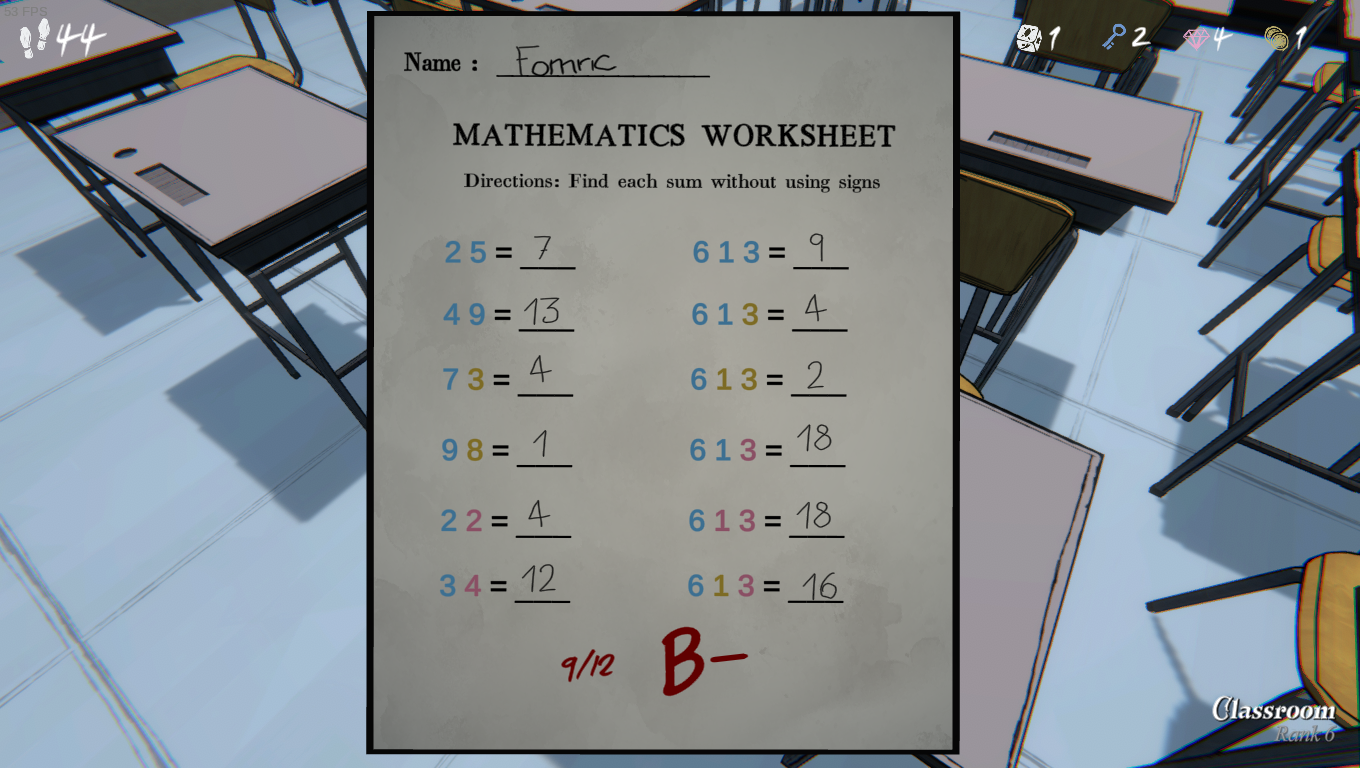 53 FPS
44
1 2 4 1
Name : Fomric
MATHEMATICS WORKSHEET
Directions: Find each sum without using signs
2 5 = 7
4 9 = 13
7 3 = 4
9 8 = 1
2 2 = 4
3 4 = 12
6 1 3 = 9
6 1 3 = 4
6 1 3 = 2
6 1 3 = 18
6 1 3 = 18
6 1 3 = 16
9/12 B-
Classroom
Rank 6